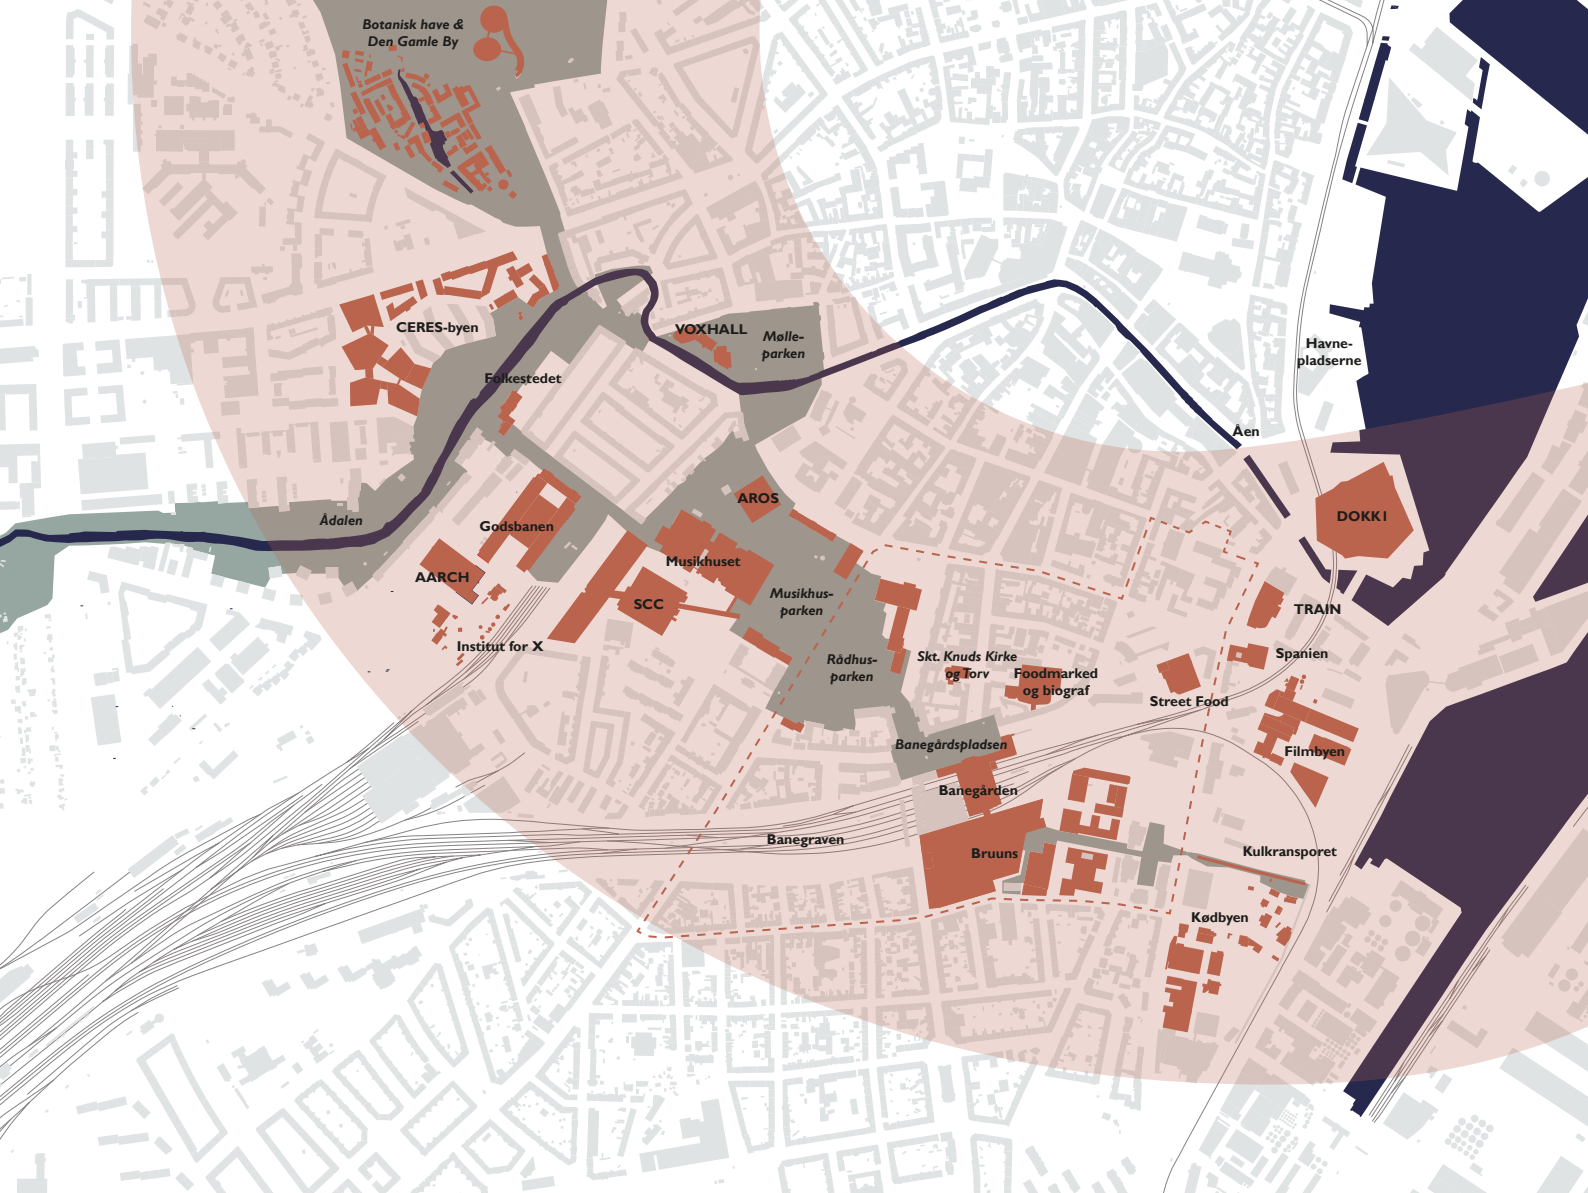 Botanisk have &
Den Gamle By
CERES-byen
VOXHALL
Mølle-
parken
Havne-
pladserne
Folkestedet
Åen
AROS
Ådalen
Godsbanen
DOKK1
Musikhuset
AARCH
SCC
Musikhus-
parken
TRAIN
Institut for X
Rådhus-
parken
Skt. Knuds Kirke
og Torv
Foodmarked
og biograf
Spanien
Street Food
Banegårdspladsen
Filmbyen
Banegården
Banegraven
Bruuns
Kulkransporet
Kødbyen